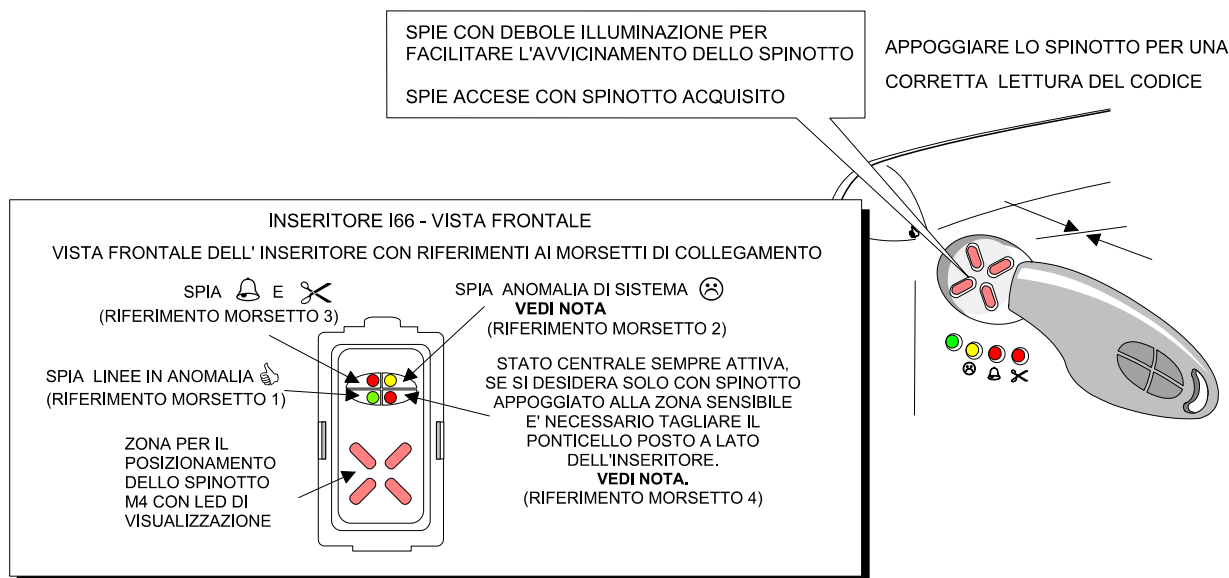 SPIE CON DEBOLE ILLUMINAZIONE PER
FACILITARE L'AVVICINAMENTO DELLO SPINOTTO
SPIE ACCESE CON SPINOTTO ACQUISITO
APPOGGIARE LO SPINOTTO PER UNA
CORRETTA LETTURA DEL CODICE
INSERITORE I66 - VISTA FRONTALE
VISTA FRONTALE DELL' INSERITORE CON RIFERIMENTI AI MORSETTI DI COLLEGAMENTO
SPIA E
(RIFERIMENTO MORSETTO 3)
SPIA ANOMALIA DI SISTEMA
VEDI NOTA
(RIFERIMENTO MORSETTO 2)
SPIA LINEE IN ANOMALIA
(RIFERIMENTO MORSETTO 1)
STATO CENTRALE SEMPRE ATTIVA,
SE SI DESIDERA SOLO CON SPINOTTO
APPOGGIATO ALLA ZONA SENSIBILE
E' NECESSARIO TAGLIARE IL
PONTICELLO POSTO A LATO
DELL'INSERITORE.
VEDI NOTA.
(RIFERIMENTO MORSETTO 4)
ZONA PER IL
POSIZIONAMENTO
DELLO SPINOTTO
M4 CON LED DI
VISUALIZZAZIONE